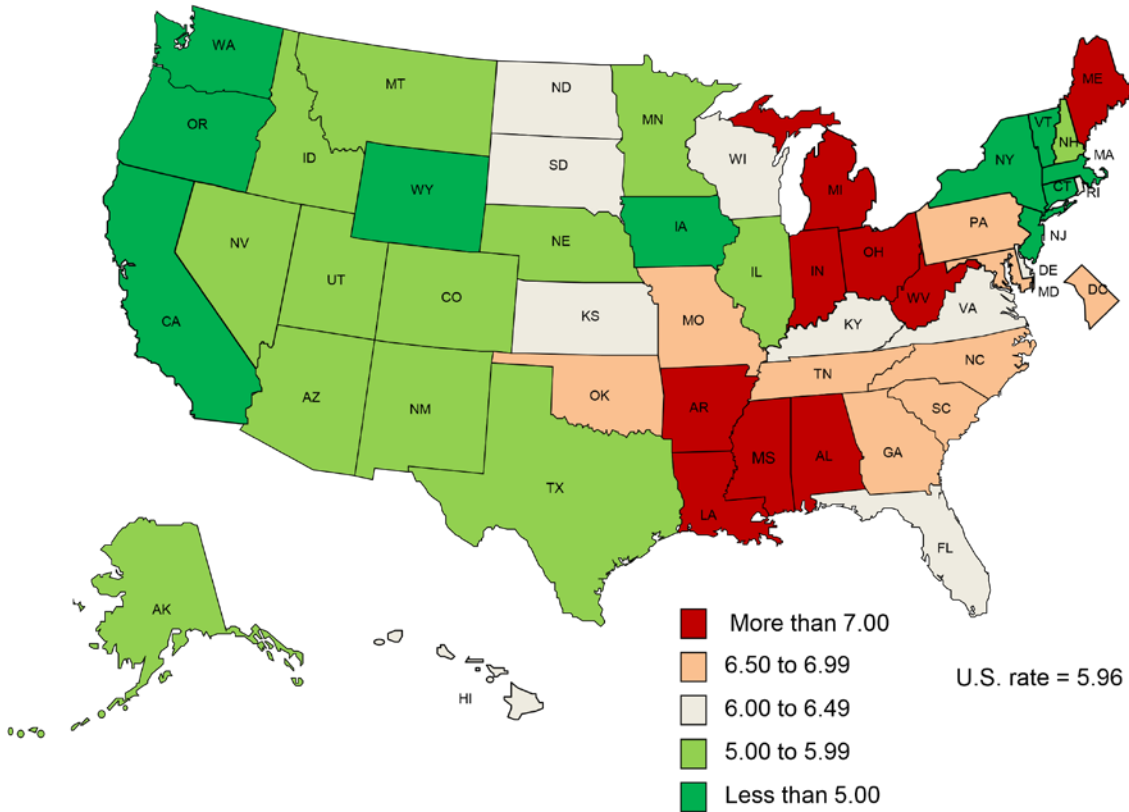 WA
MT
ND
MN
ME
OR
ID
SD
WI
VT
NH
NY
MA
WY
MI
CT
RI
IA
NE
PA
NJ
NV
UT
CO
IL
IN
OH
DE
MD
DC
WV
VA
CA
KS
MO
KY
AZ
NM
OK
AR
TN
NC
SC
MS
AL
GA
TX
LA
FL
AK
HI
More than 7.00
6.50 to 6.99
6.00 to 6.49
5.00 to 5.99
Less than 5.00
U.S. rate = 5.96